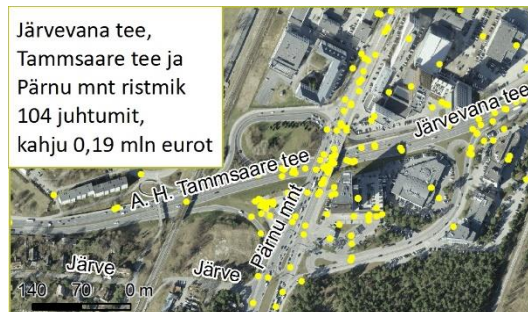 Järvevana tee,
Tammsaare tee ja
Pärnu mnt ristmik
104 juhtumit,
kahju 0,19 mln eurot
Järvevana tee
A. H. Tammsaare tee
Pärnu mnt
Järve
Järve
140 70 0 m